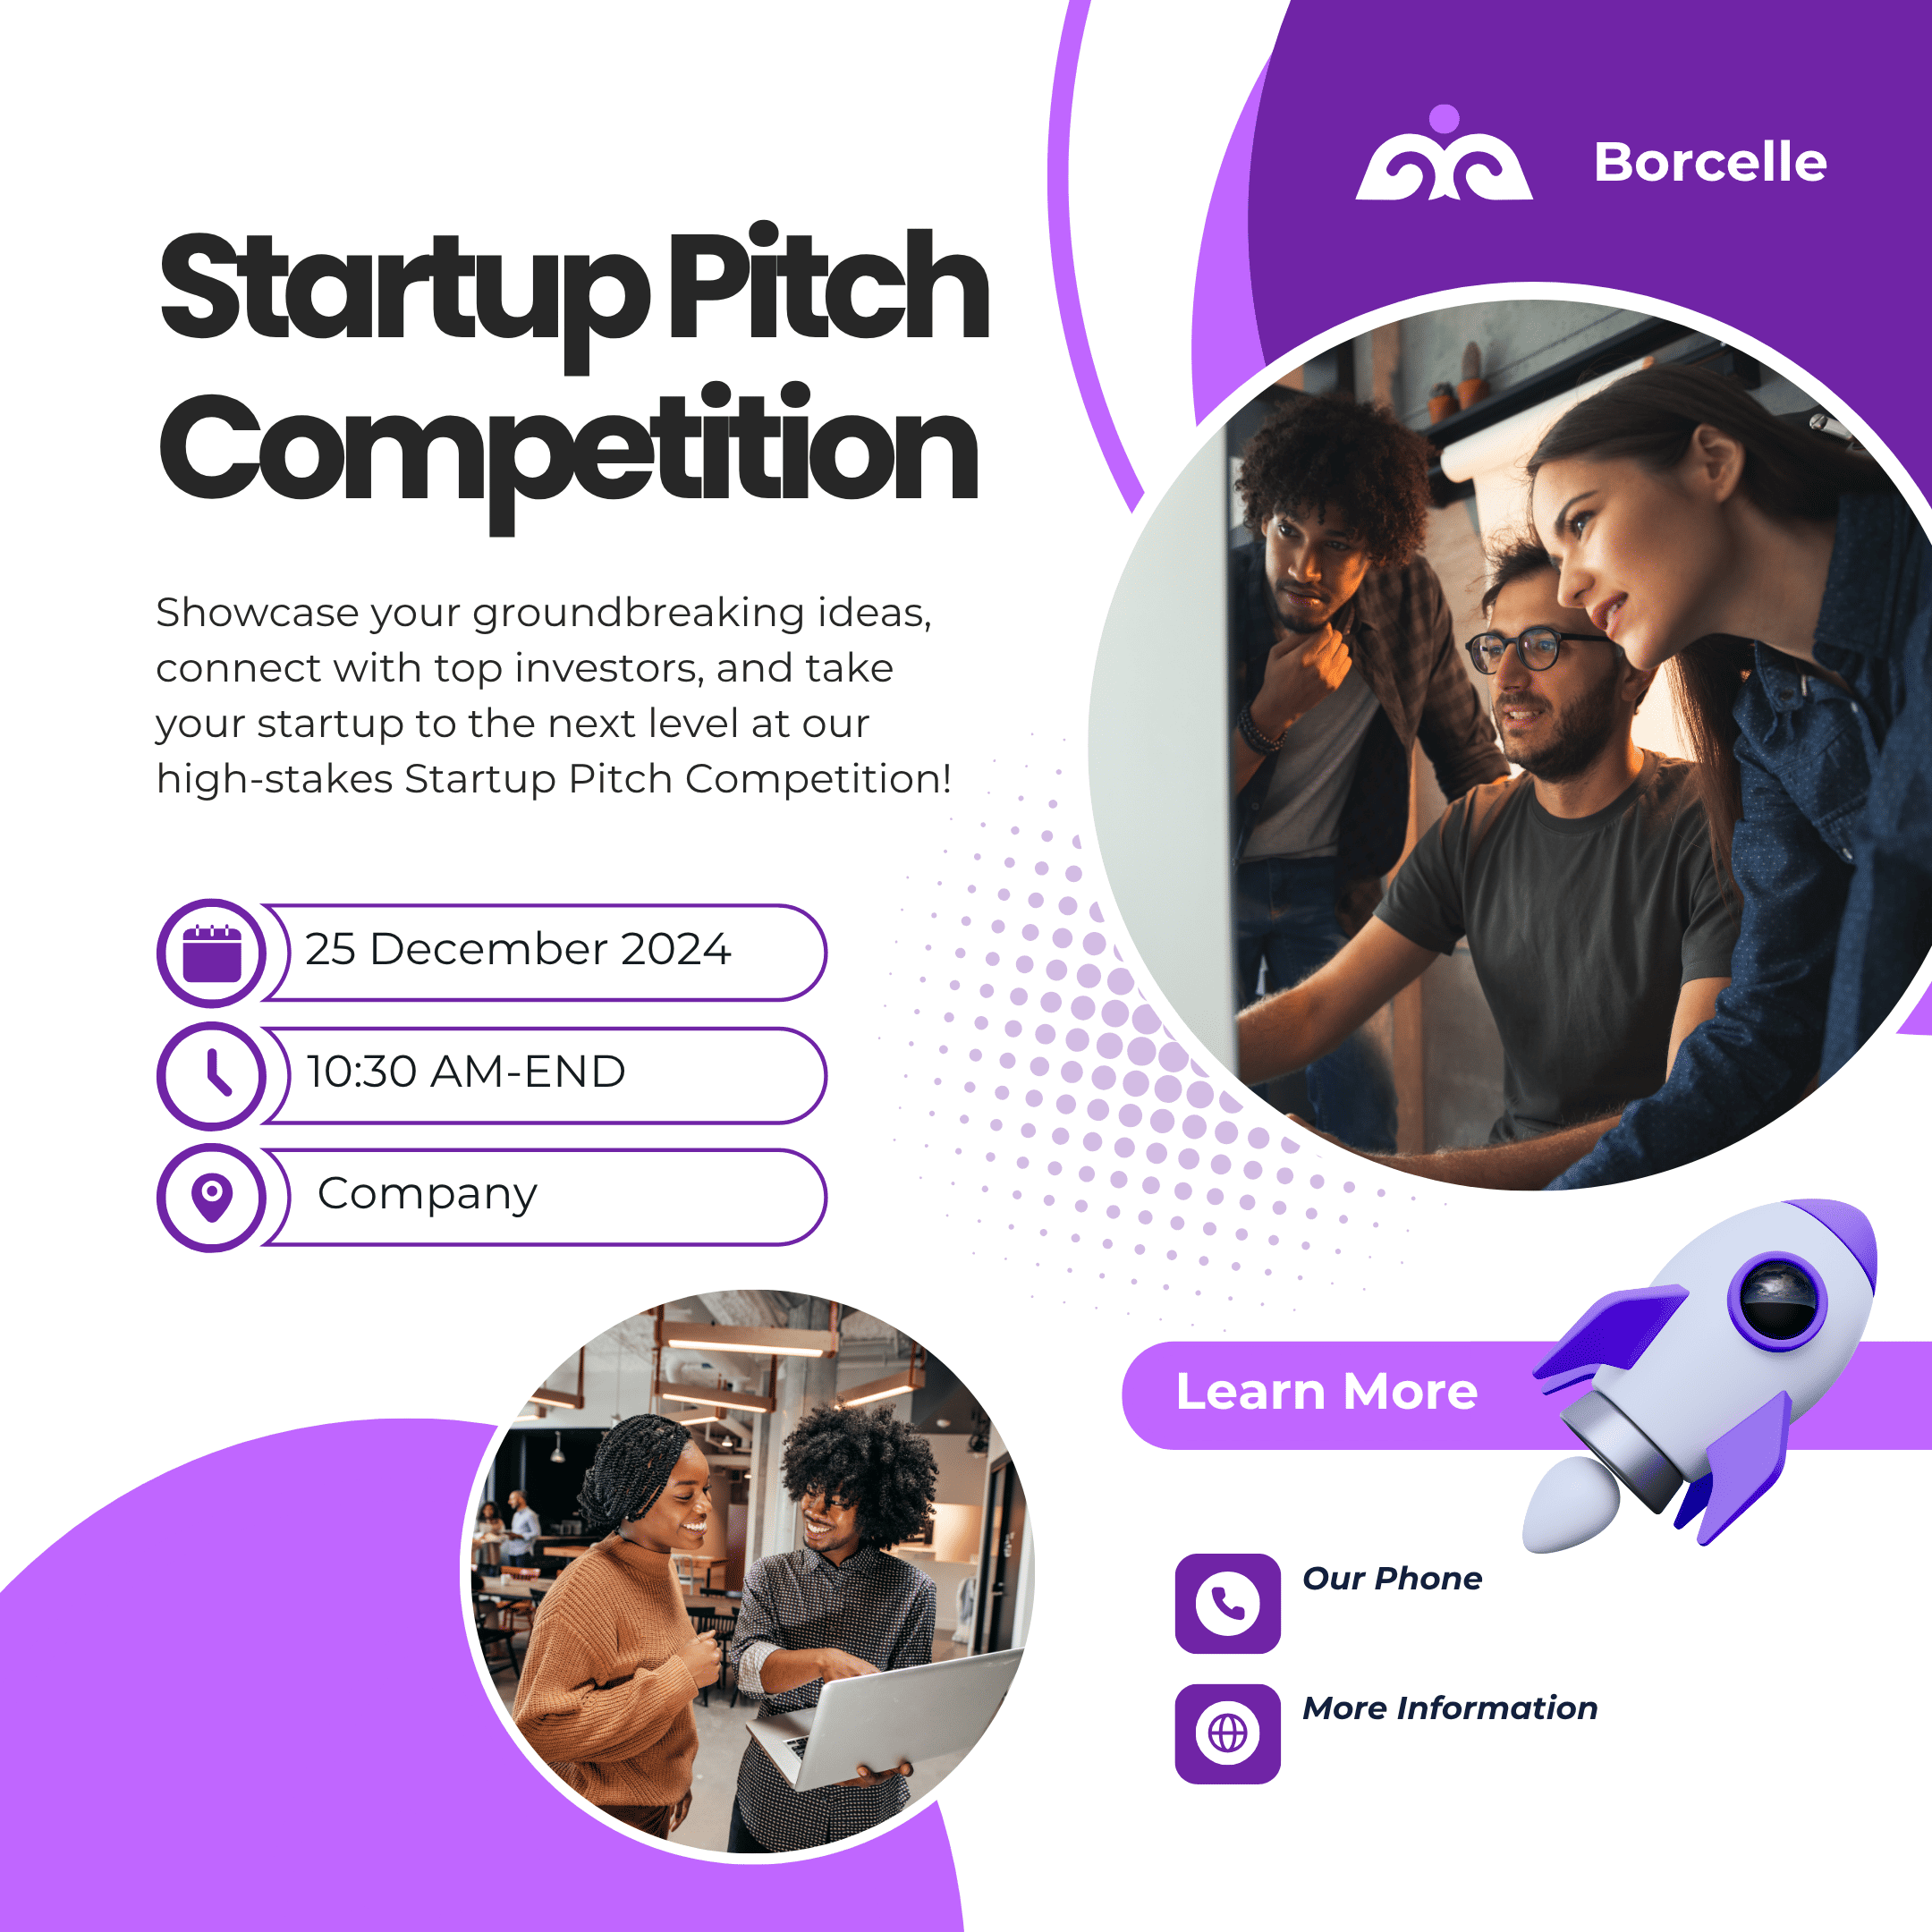 Borcelle
Startup Pitch
Competition
Showcase your groundbreaking ideas,
connect with top investors, and take
your startup to the next level at our
high-stakes Startup Pitch Competition!
25 December 2024
10:30 AM-END
Company
Learn More
Our Phone
More Information